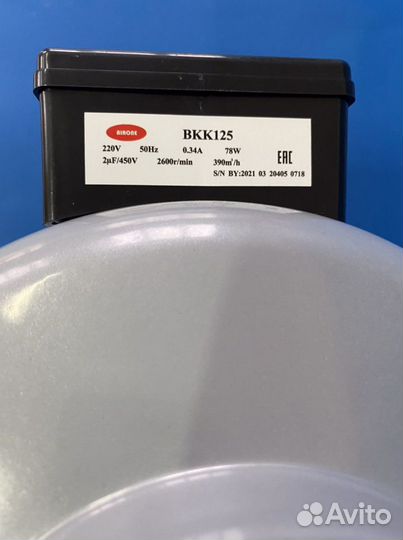 AIRONE
BKK125
220V 50Hz 0.34A 78W
2µF/450V 2600r/min 390m³/h
EAC
S/N BY:2021 03 20405 0718
Avito